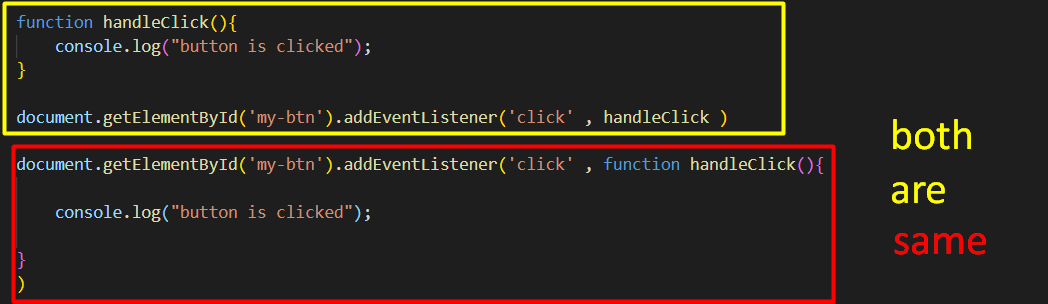 function handleClick(){
    console.log("button is clicked");
}
document.getElementById('my-btn').addEventListener('click' , handleClick )
document.getElementById('my-btn').addEventListener('click' , function handleClick(){
    console.log("button is clicked");
}
)
both
are
same